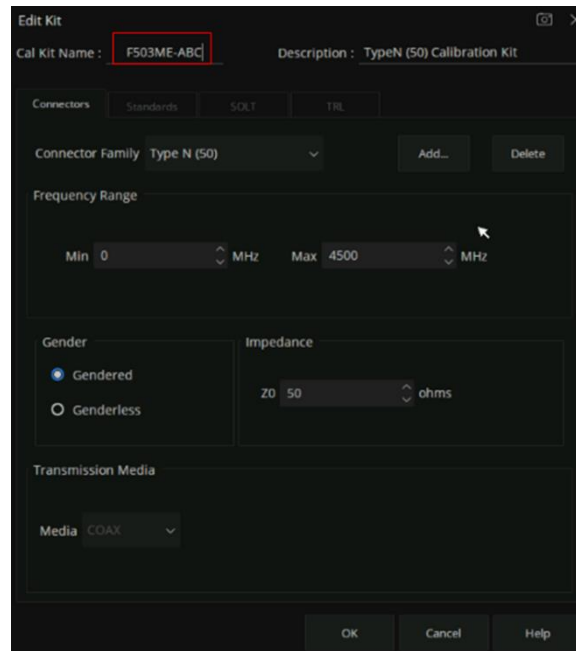 Edit Kit
Cal Kit Name : F503ME-ABC Description : TypeN (50) Calibration Kit
Connectors Standards SOLT TRL
Connector Family Type N (50) Add... Delete
Frequency Range
Min 0 MHz Max 4500 MHz
Gender Impedance
Gendered
Z0 50 ohms
Genderless
Transmission Media
Media COAX
OK Cancel Help